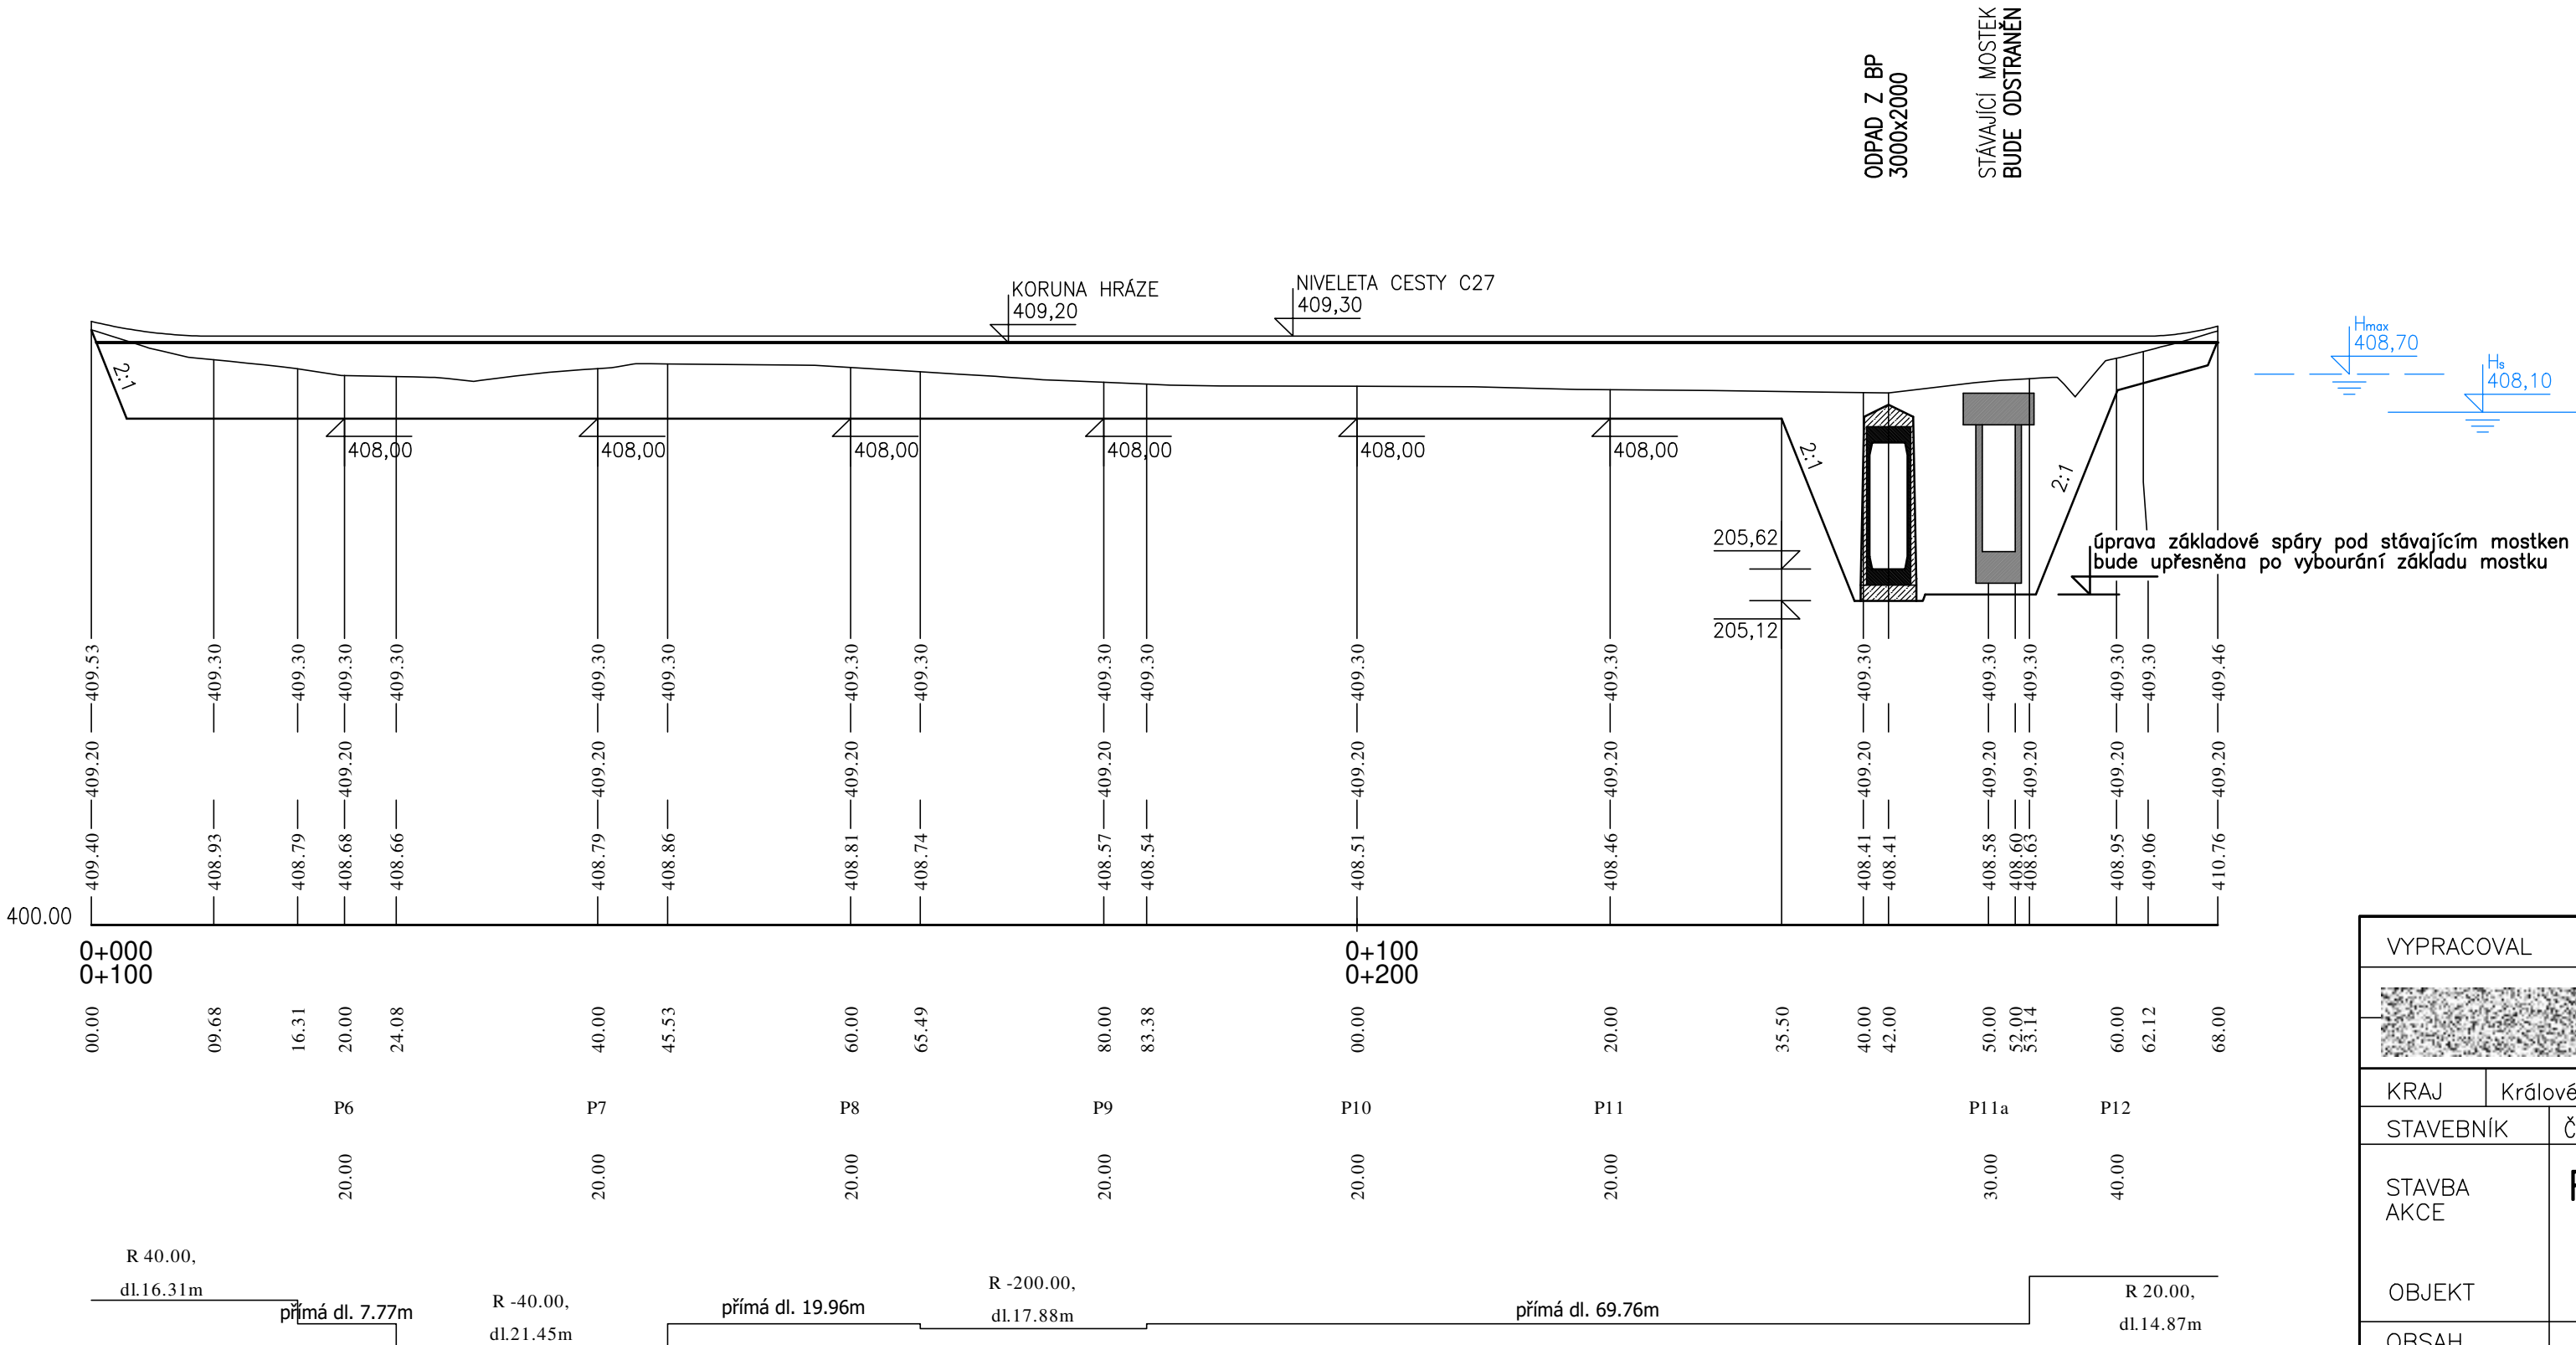 ODPAD Z BP
3000x2000
STÁVAJÍCÍ MOSTEK
BUDE ODSTRANĚN
KORUNA HRÁZE
409,20
NIVELETA CESTY C27
409,30
Hmax
408,70
Hs
408,10
2:1
408,00
408,00
408,00
408,00
408,00
408,00
2:1
2:1
205,62
205,12
úprava základové spáry pod stávajícím mostken
bude upřesněna po vybourání základu mostku
409.53 409.30 409.30 409.30 409.30 409.30 409.30 409.30 409.30 409.30 409.30 409.30 409.30 409.30 409.30 409.30 409.30 409.30 409.46
409.20 409.20 409.20 409.20 409.20 409.20 409.20 409.20 409.20 409.20 409.20 409.20
409.40 408.93 408.79 408.68 408.66 408.79 408.86 408.81 408.74 408.57 408.54 408.51 408.46 408.41 408.41 408.58 408.60 408.63 408.95 409.06 410.76
400.00
0+000 0+100
0+100 0+200
00.00 09.68 16.31 20.00 24.08 40.00 45.53 60.00 65.49 80.00 83.38 00.00 20.00 35.50 40.00 42.00 50.00 52.00 53.14 60.00 62.12 68.00
P6 P7 P8 P9 P10 P11 P11a P12
20.00 20.00 20.00 20.00 20.00 20.00 30.00 40.00
R 40.00,
dl.16.31m
přímá dl. 7.77m
R -40.00,
dl.21.45m
přímá dl. 19.96m
R -200.00,
dl.17.88m
přímá dl. 69.76m
R 20.00,
dl.14.87m
VYPRACOVAL
KRAJ Králové
STAVEBNÍK Č
STAVBA
AKCE
OBJEKT
OBSAH